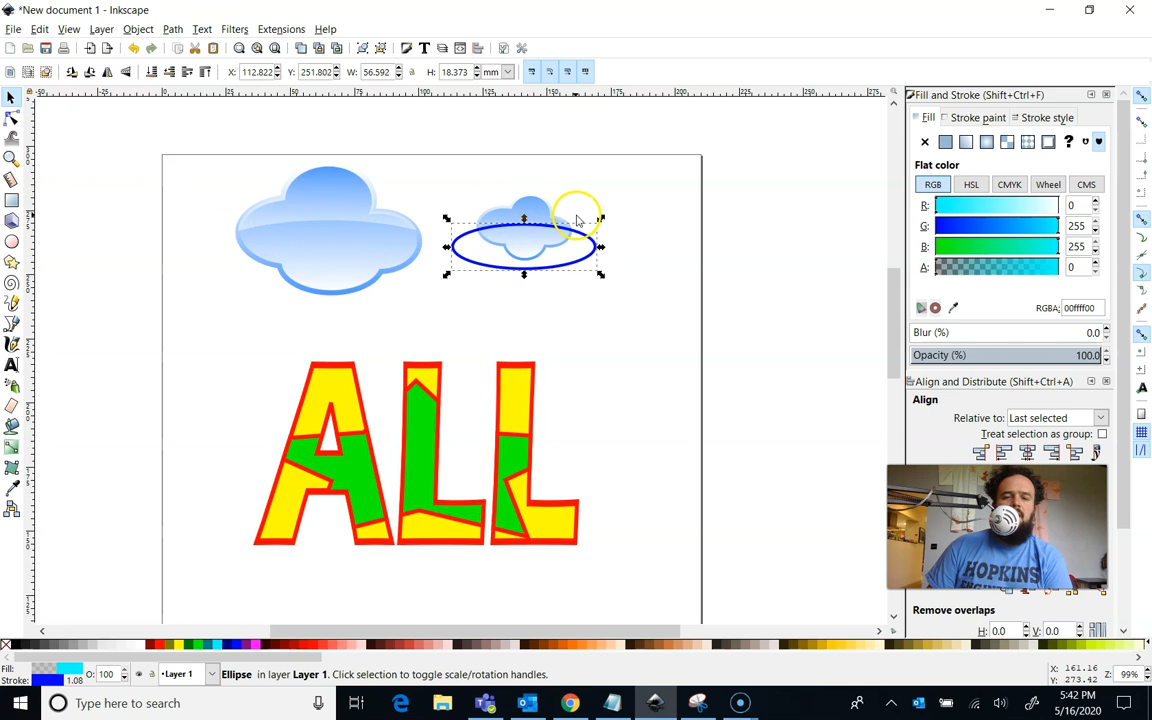 *New document 1 - Inkscape
File Edit View Layer Object Path Text Filters Extensions Help
X: 112.822 Y: 251.802 W: 56.592 H: 18.373 mm
Fill and Stroke (Shift+Ctrl+F)
Fill Stroke paint Stroke style
?
Flat color
RGB HSL CMYK Wheel CMS
R: 0
G: 255
B: 255
A: 0
RGBA: 00ffff00
Blur (%) 0.0
Opacity (%) 100.0
Align and Distribute (Shift+Ctrl+A)
Align
Relative to: Last selected
Treat selection as group:
ALL
HOPKINS
Remove overlaps
H: 0.0 V: 0.0
Fill:
Stroke: 1.08
O: 100
•Layer 1
Ellipse in layer Layer 1. Click selection to toggle scale/rotation handles.
X: 161.16
Y: 273.42
Z: 99%
Type here to search
5:42 PM
5/16/2020